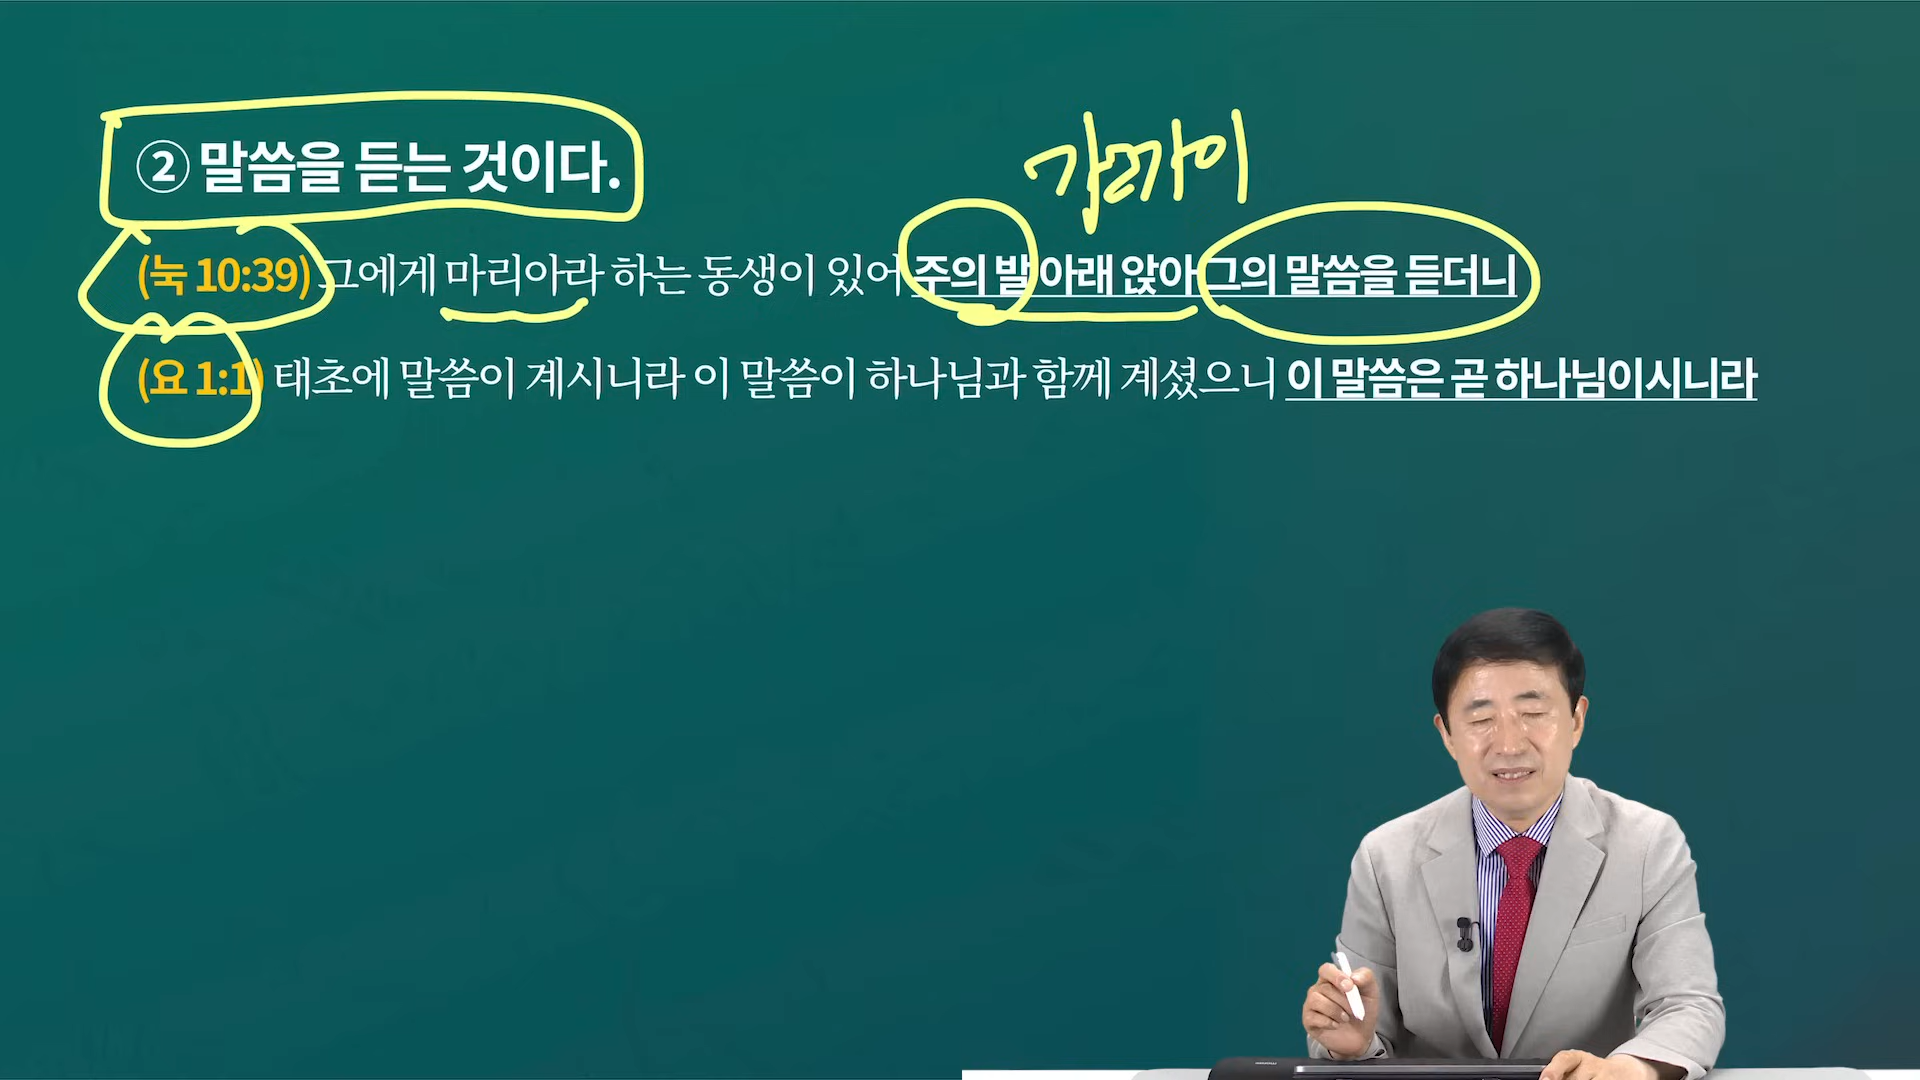 ② 말씀을 듣는 것이다.
가까이
(눅 10:39) 그에게 마리아라 하는 동생이 있어 주의 발 아래 앉아 그의 말씀을 듣더니
(요 1:1) 태초에 말씀이 계시니라 이 말씀이 하나님과 함께 계셨으니 이 말씀은 곧 하나님이시니라